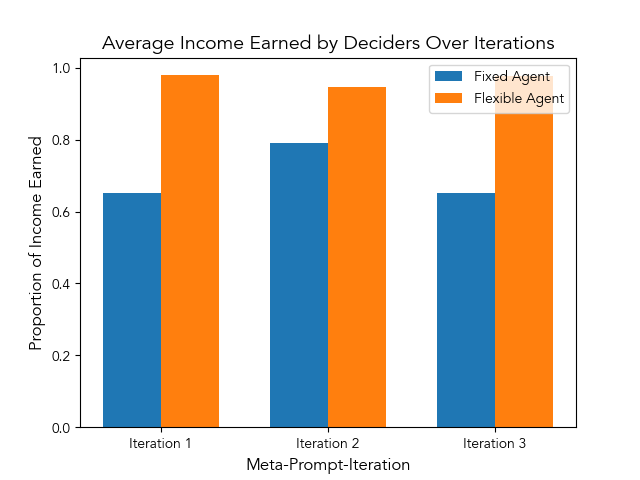 Average Income Earned by Deciders Over Iterations
Fixed Agent
Flexible Agent
Proportion of Income Earned
1.0
0.8
0.6
0.4
0.2
0.0
Iteration 1
Iteration 2
Iteration 3
Meta-Prompt-Iteration